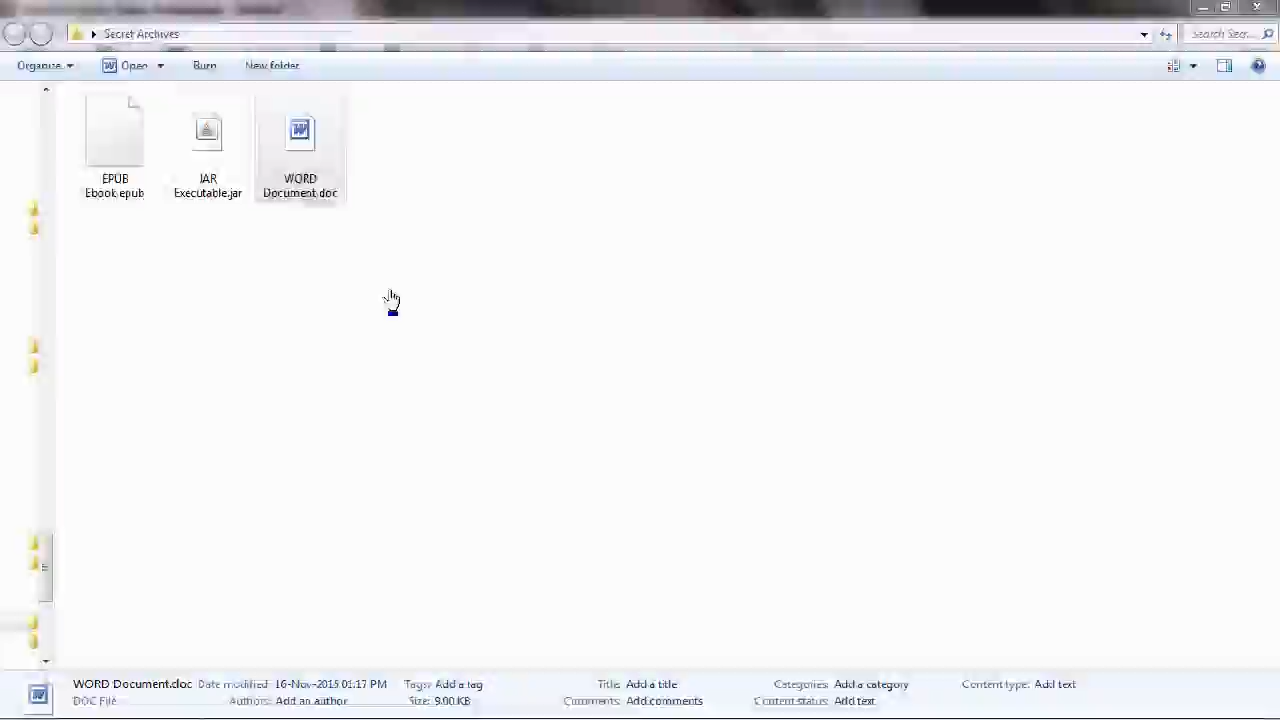 Secret Archives
Search Secr...
Organize Open Burn New folder
EPUB
Ebook.epub
JAR
Executable.jar
WORD
Document.doc
WORD Document.doc Date modified: 16-Nov-2015 01:17 PM Tags: Add a tag Title: Add a title Categories: Add a category Content type: Add text
DOC File Authors: Add an author Size: 9.00 KB Comments: Add comments Content status: Add text